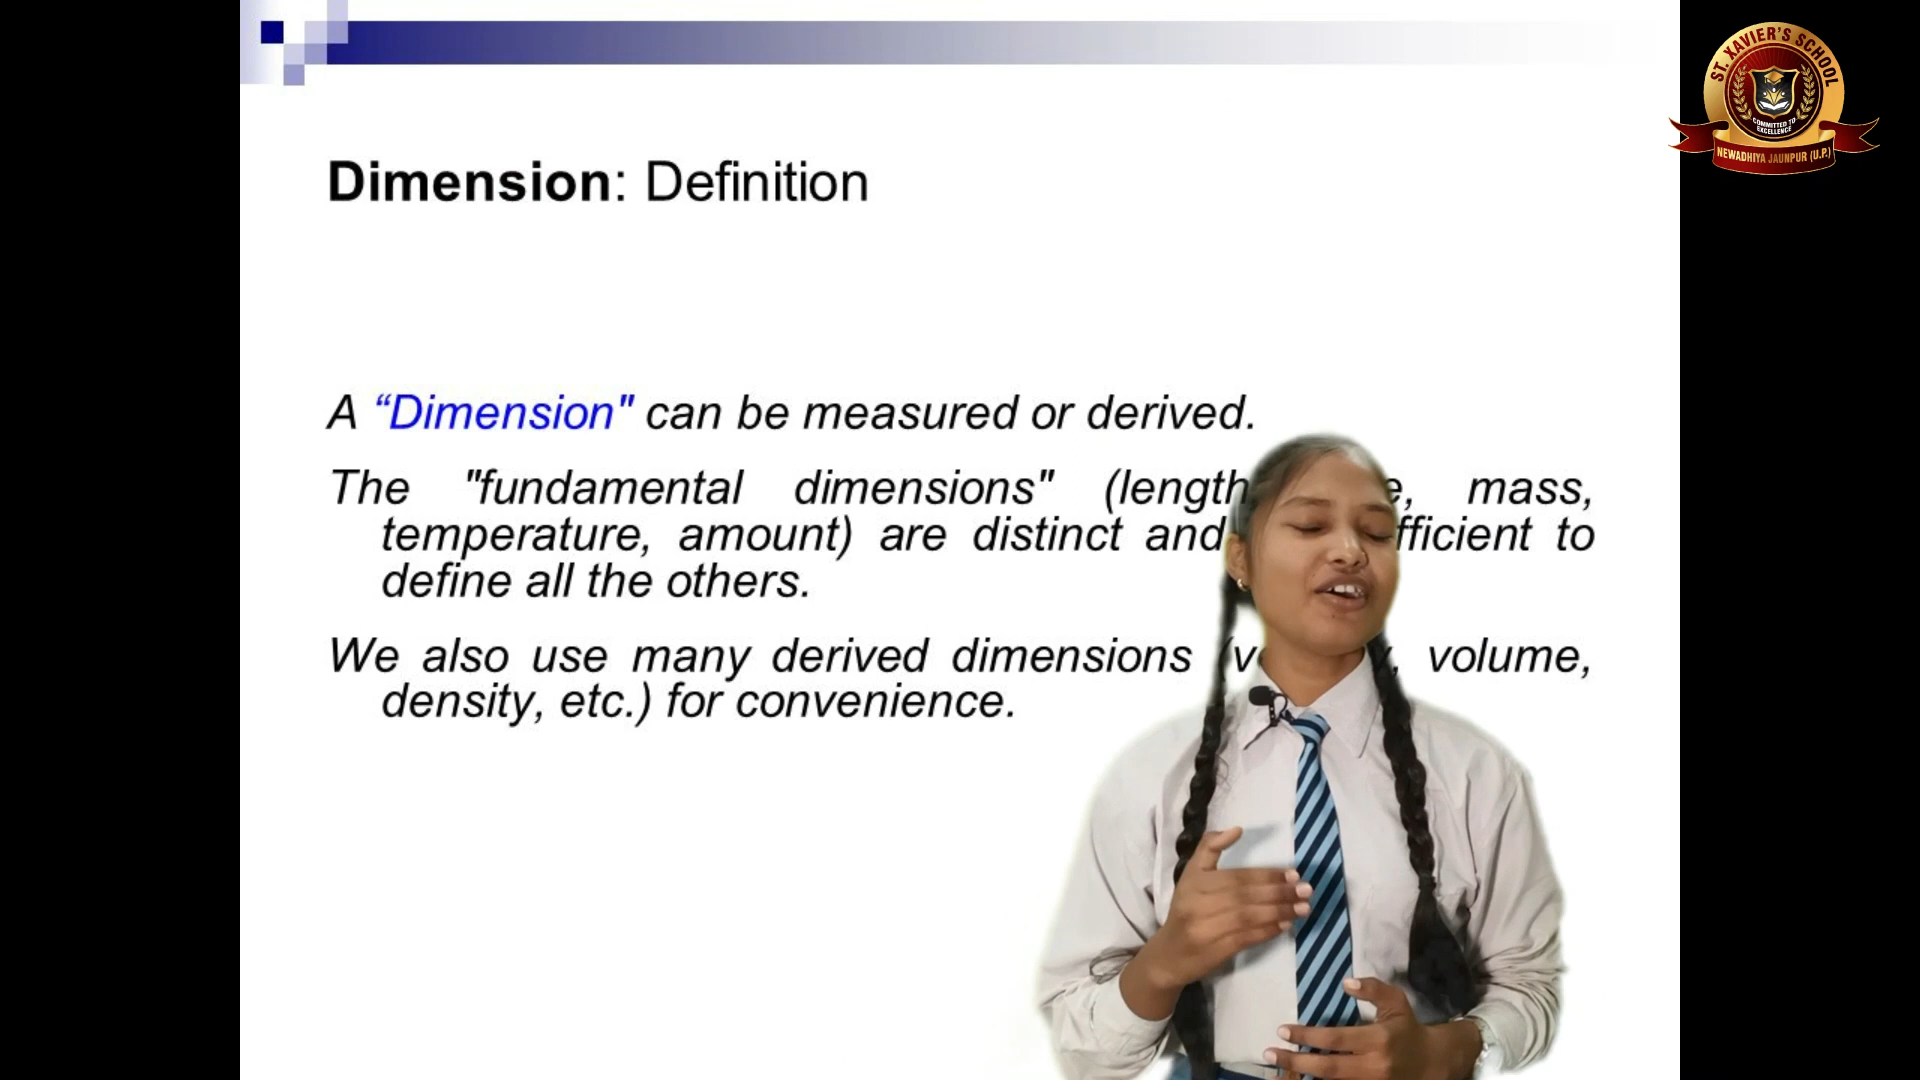 ST. XAVIER'S SCHOOL
COMMITTED TO
EXCELLENCE
NEWADHIYA JAUNPUR (U.P.)
Dimension: Definition
A “Dimension" can be measured or derived.
The "fundamental dimensions" (length mass,
temperature, amount) are distinct and to
define all the others.
We also use many derived dimensions volume,
density, etc.) for convenience.